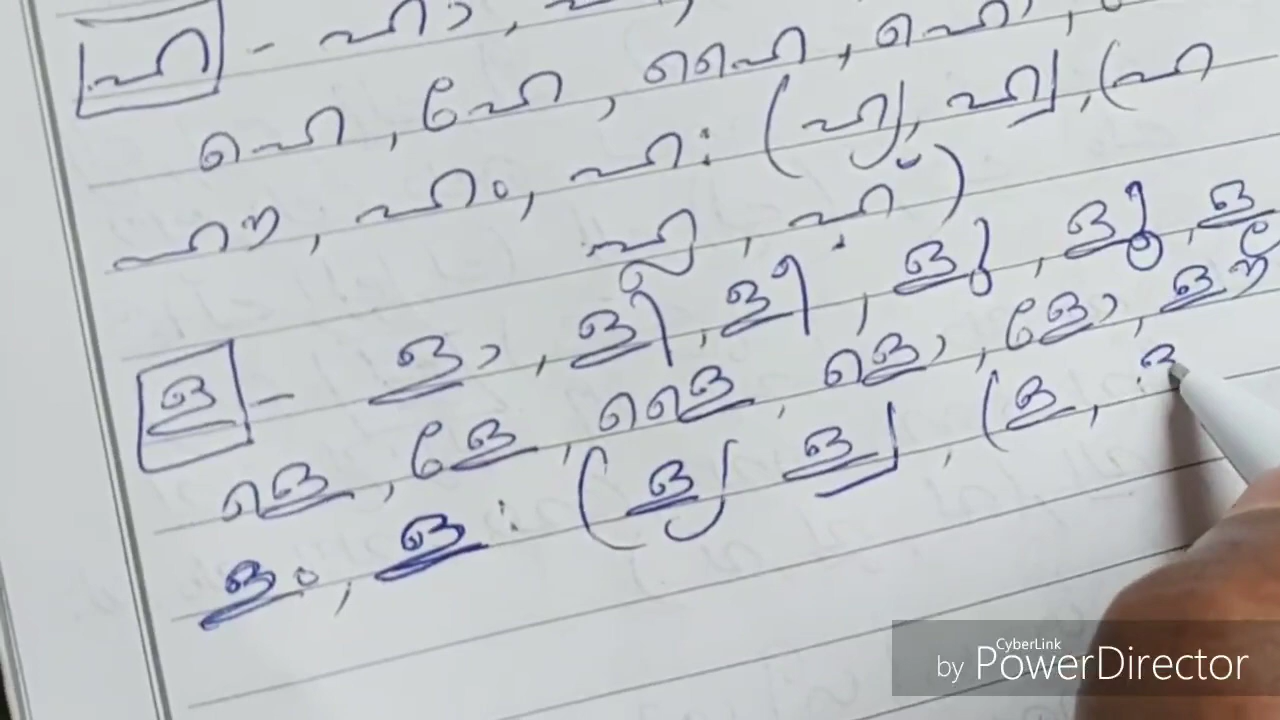 ഹ - ഹാ,
ഹെ, ഹേ, ഹൈ, ഹൊ,
ഹൗ, ഹം, ഹഃ (ഹ്യ, ഹ്വ, ഹ്ര
ഹ്ല, ഹ്)
ള - ളാ, ളി, ളീ, ളു, ളൂ, ളൃ
ളെ, ളേ, ളൈ, ളൊ, ളോ, ളൗ
ളം, ളഃ (ള്യ ള്വ, ള്ര, ള
CyberLink
by PowerDirector